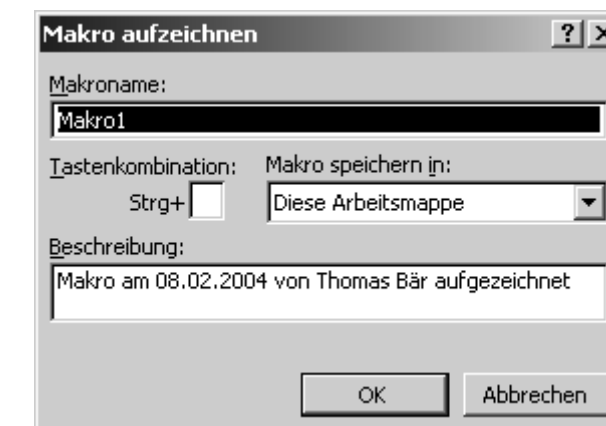 Makro aufzeichnen ? X
Makroname:
Makro1
Tastenkombination: Makro speichern in:
Strg+ Diese Arbeitsmappe
Beschreibung:
Makro am 08.02.2004 von Thomas Bär aufgezeichnet
OK Abbrechen